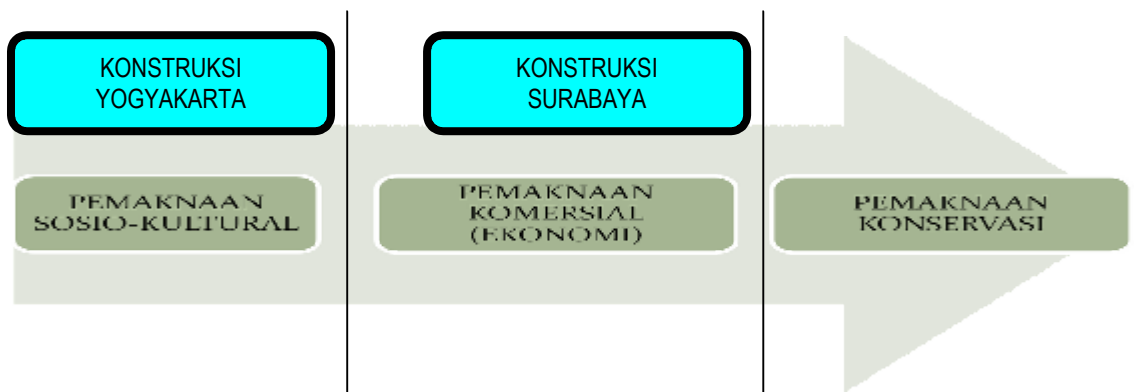 KONSTRUKSI
YOGYAKARTA
KONSTRUKSI
SURABAYA
PEMAKNAAN
SOSIO-KULTURAL
PEMAKNAAN
KOMERSIAL
(EKONOMI)
PEMAKNAAN
KONSERVASI